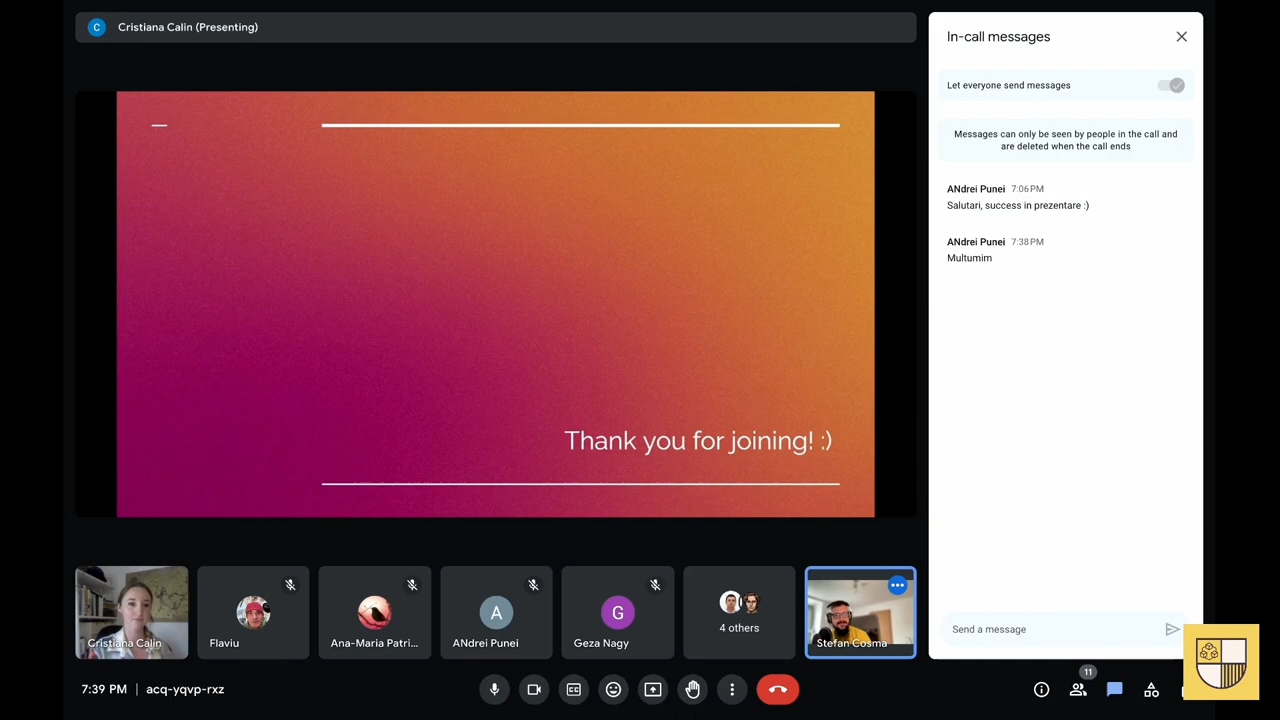 C
Cristiana Calin (Presenting)
Thank you for joining! :)
In-call messages
Let everyone send messages
Messages can only be seen by people in the call and
are deleted when the call ends
ANdrei Punei 7:06 PM
Salutari, success in prezentare :)
ANdrei Punei 7:38 PM
Multumim
Send a message
Cristiana Calin
Flaviu
Ana-Maria Patri...
A
ANdrei Punei
G
Geza Nagy
4 others
Stefan Cosma
7:39 PM | acq-yqvp-rxz
CC
11